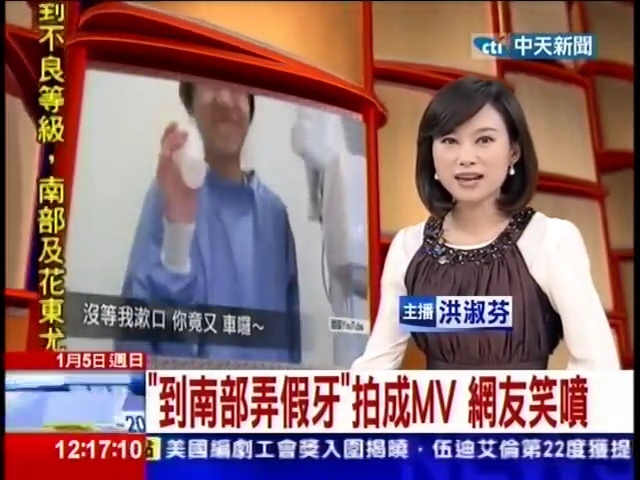 到不良等級，南部及花東尤
cti 中天新聞
沒等我漱口 你竟又 車囉～
主播 洪淑芬
1月5日週日
"到南部弄假牙"拍成MV 網友笑噴
20
12:17:10
美國編劇工會獎入圍揭曉．伍迪艾倫第22度獲提